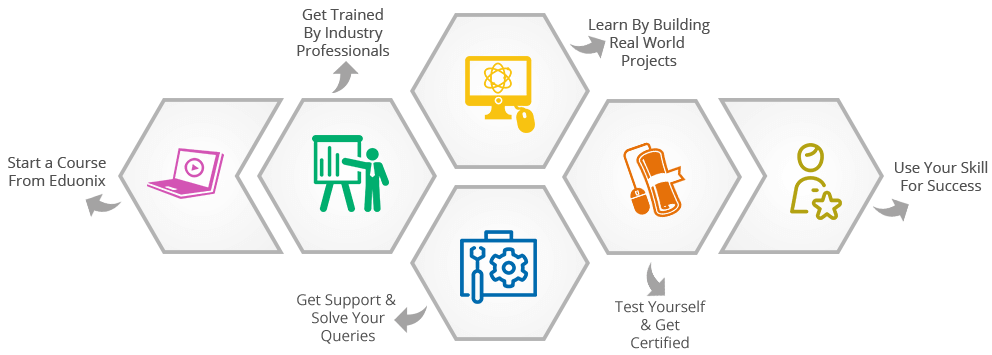 Start a Course
From Eduonix
Get Trained
By Industry
Professionals
Learn By Building
Real World
Projects
Get Support &
Solve Your
Queries
Test Yourself
& Get
Certified
Use Your Skill
For Success